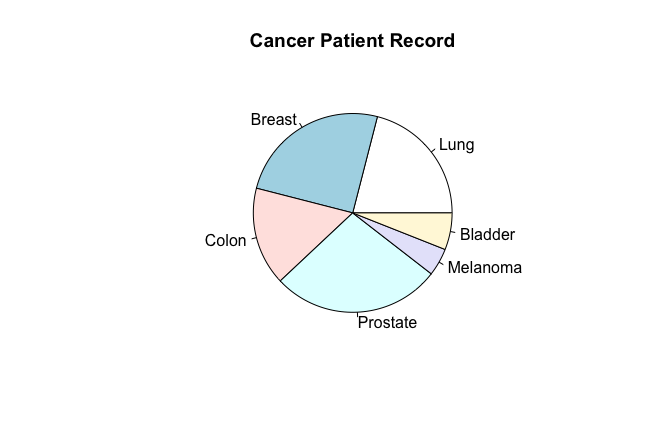 Cancer Patient Record
Breast
Lung
Colon
Bladder
Melanoma
Prostate